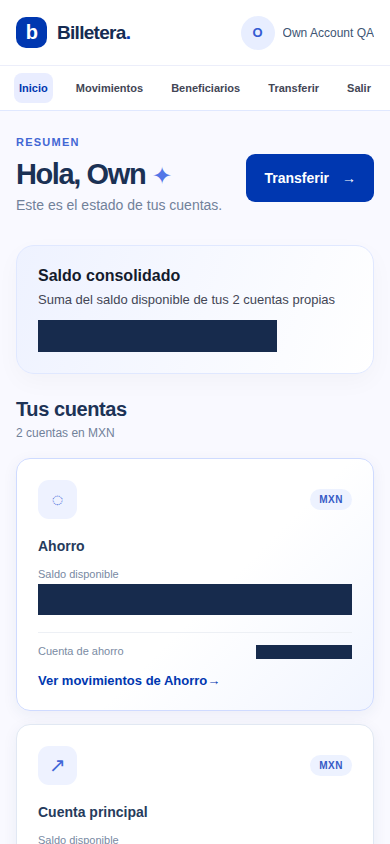 b Billetera.
O Own Account QA
Inicio Movimientos Beneficiarios Transferir Salir
RESUMEN
Hola, Own
Este es el estado de tus cuentas.
Transferir →
Saldo consolidado
Suma del saldo disponible de tus 2 cuentas propias
Tus cuentas
2 cuentas en MXN
MXN
Ahorro
Saldo disponible
Cuenta de ahorro
Ver movimientos de Ahorro→
↗ MXN
Cuenta principal
Saldo disponible